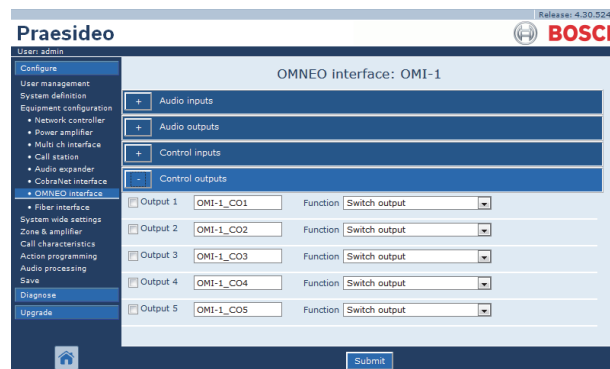 Release: 4.30.524
Praesideo
BOSCH
User: admin
Configure
User management
System definition
Equipment configuration
• Network controller
• Power amplifier
• Multi ch interface
• Call station
• Audio expander
• CobraNet interface
• OMNEO interface
• Fiber interface
System wide settings
Zone & amplifier
Call characteristics
Action programming
Audio processing
Save
Diagnose
Upgrade
OMNEO interface: OMI-1
+ Audio inputs
+ Audio outputs
+ Control inputs
- Control outputs
Output 1 OMI-1_CO1 Function Switch output
Output 2 OMI-1_CO2 Function Switch output
Output 3 OMI-1_CO3 Function Switch output
Output 4 OMI-1_CO4 Function Switch output
Output 5 OMI-1_CO5 Function Switch output
Submit